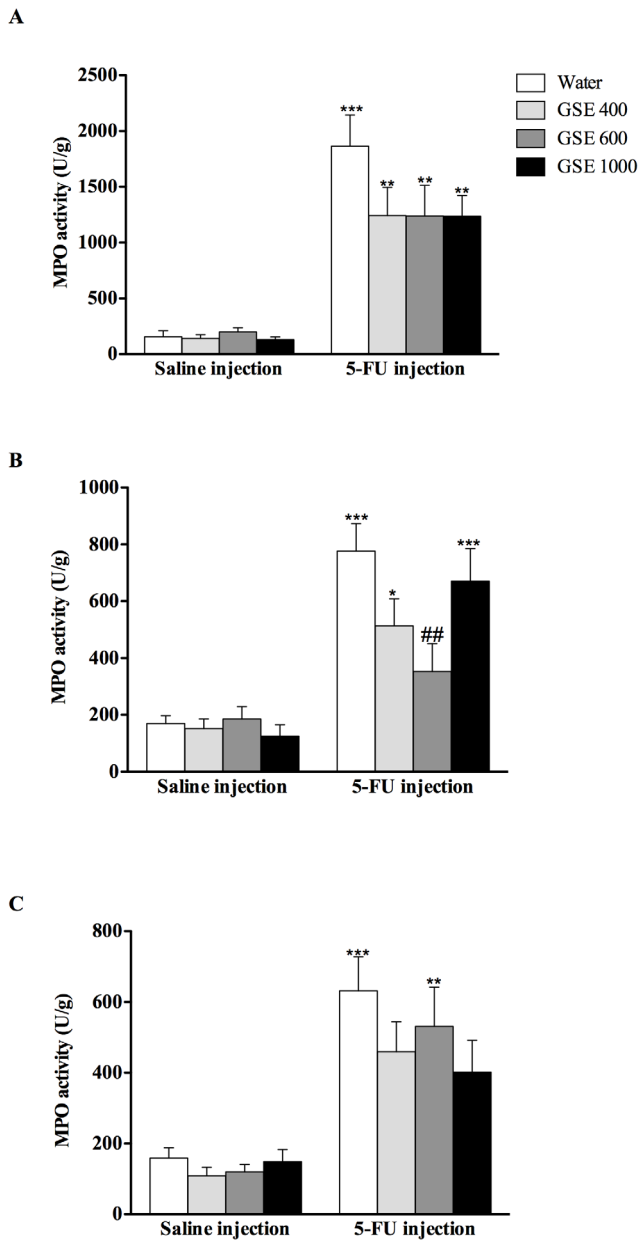 A
2500
2000
1500
1000
500
0
MPO activity (U/g)
***
**
**
**
Saline injection
5-FU injection
Water
GSE 400
GSE 600
GSE 1000
B
1000
800
600
400
200
0
MPO activity (U/g)
***
*
##
***
Saline injection
5-FU injection
C
800
600
400
200
0
MPO activity (U/g)
***
**
Saline injection
5-FU injection